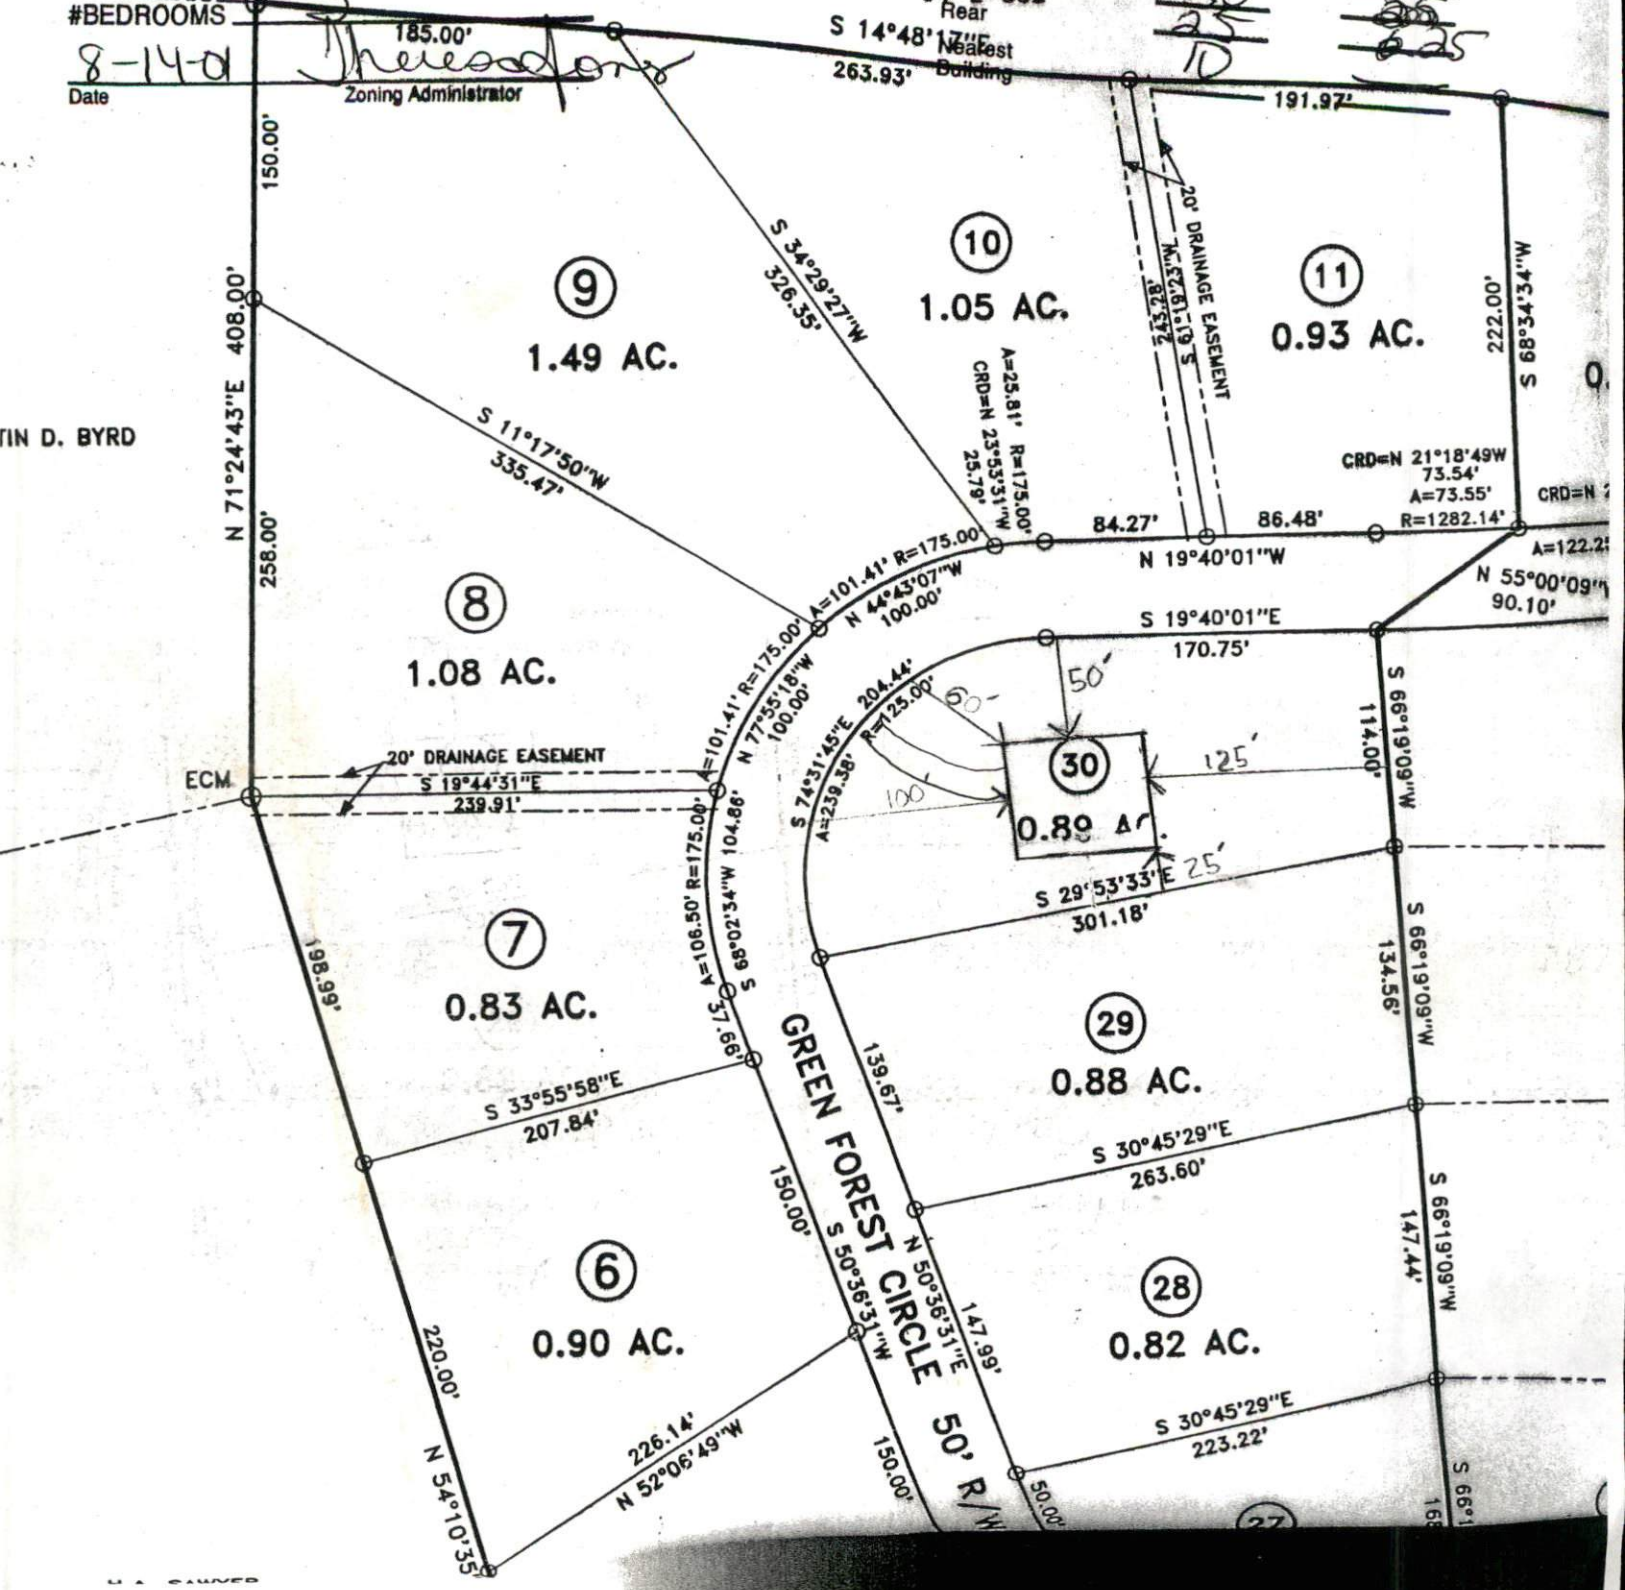 #BEDROOMS
Rear
185.00'
S 14°48'17"E
Nearest
8-14-01
263.93'
Building
10
25
625
Date
Zoning Administrator
191.97'
150.00'
20' DRAINAGE EASEMENT
S 61°19'23"W
243.28'
S 34°29'27"W
326.35'
10
1.05 AC.
11
0.93 AC.
222.00'
S 68°34'34"W
9
1.49 AC.
N 71°24'43"E 408.00'
0.
TIN D. BYRD
S 11°17'50"W
335.47'
A=25.81' R=175.00'
CRD=N 23°53'31"W
25.79'
CRD=N 21°18'49W
73.54'
A=73.55'
R=1282.14'
CRD=N 2
258.00'
84.27'
86.48'
N 19°40'01"W
A=122.2
A=101.41' R=175.00'
N 44°43'07"W
100.00'
N 55°00'09"
90.10'
8
1.08 AC.
S 19°40'01"E
170.75'
A=101.41' R=175.00'
N 77°55'18"W
100.00'
S 74°31'45"E 204.44'
R=125.00'
A=239.38'
50'
S 66°19'09"W
114.00'
20' DRAINAGE EASEMENT
ECM
S 19°44'31"E
239.91'
30
0.89
125'
100'
25'
S 29°53'33"E
301.18'
A=106.50' R=175.00'
S 68°02'34"W 104.86'
7
0.83 AC.
198.99'
37.66'
S 66°19'09"W
134.56'
29
0.88 AC.
139.67'
S 33°55'58"E
207.84'
S 30°45'29"E
263.60'
GREEN FOREST CIRCLE 50' R/W
150.00'
S 50°36'31"W
N 50°36'31"E
147.99'
S 66°19'09"W
147.44'
6
0.90 AC.
28
0.82 AC.
220.00'
N 54°10'35
226.14'
N 52°06'49"W
S 30°45'29"E
223.22'
150.00'
50.00'
27
S 66°1
168
H.A. SAWYER